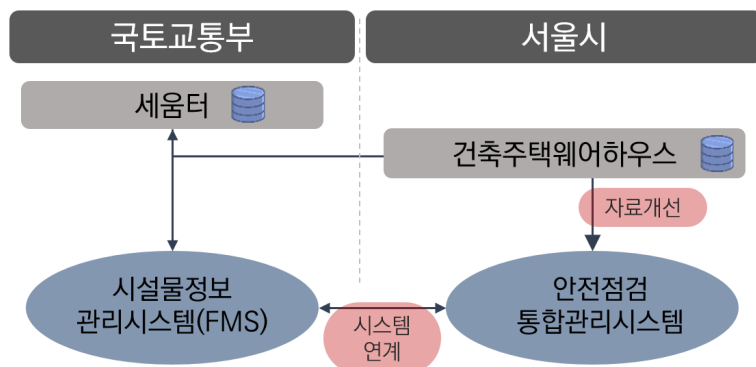 국토교통부
서울시
세움터
건축주택웨어하우스
자료개선
시설물정보
관리시스템(FMS)
시스템
연계
안전점검
통합관리시스템